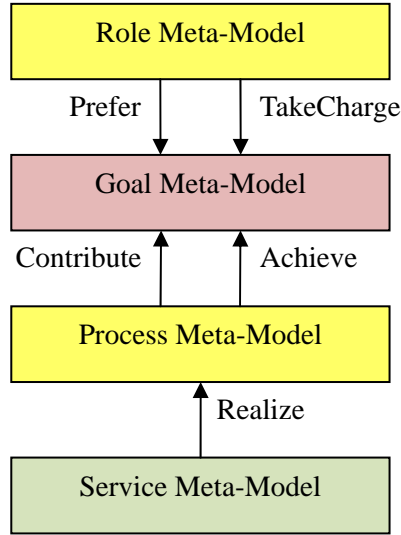 Role Meta-Model
Prefer
TakeCharge
Goal Meta-Model
Contribute
Achieve
Process Meta-Model
Realize
Service Meta-Model